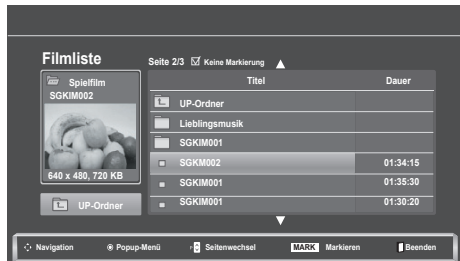 Filmliste
Seite 2/3 Keine Markierung
Spielfilm
SGKIM002
640 x 480, 720 KB
UP-Ordner
Titel Dauer
UP-Ordner
Lieblingsmusik
SGKIM001
SGKM002 01:34:15
SGKIM001 01:35:30
SGKIM001 01:30:20
Navigation Popup-Menü Seitenwechsel MARK Markieren Beenden